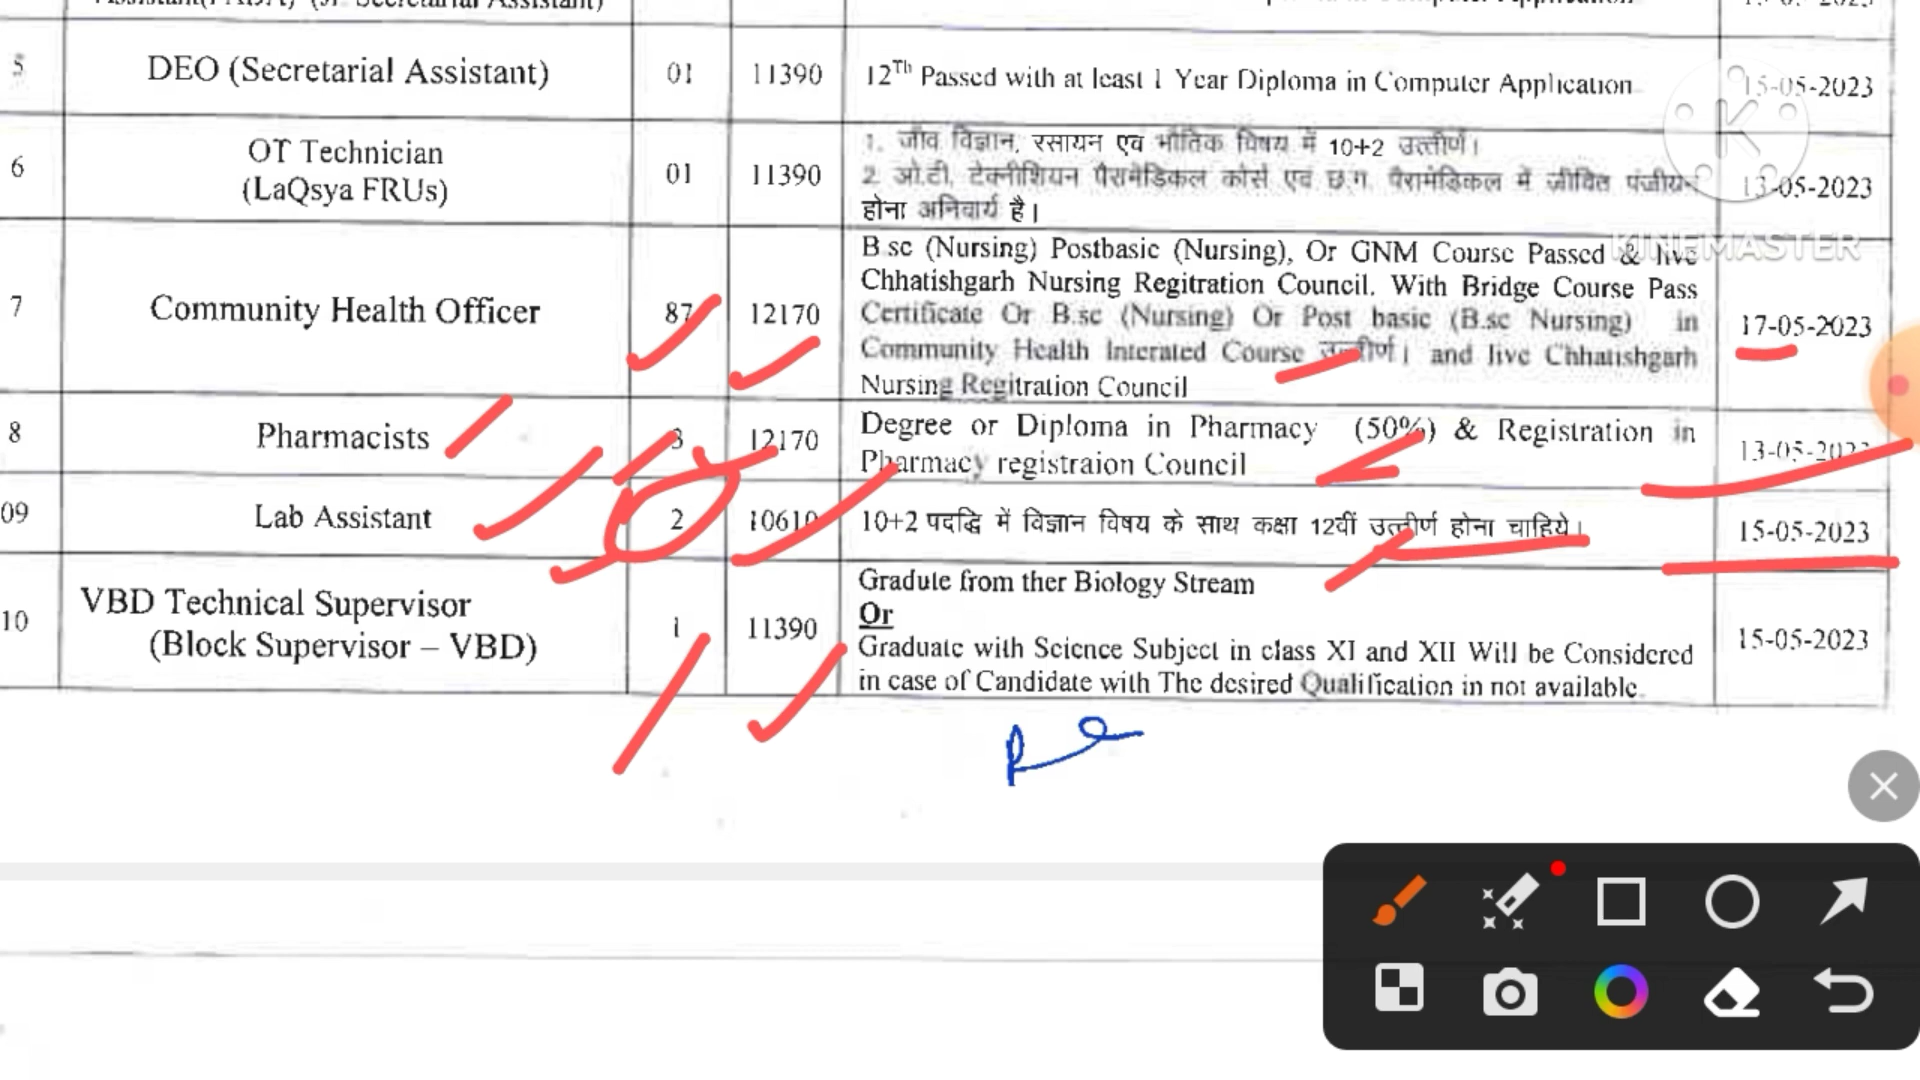 5 DEO (Secretarial Assistant) 01 11390 12Th Passed with at least 1 Year Diploma in Computer Application 15-05-2023
6 OT Technician
(LaQsya FRUs) 01 11390 1. जीव विज्ञान, रसायन एवं भौतिक विषय में 10+2 उत्तीर्ण।
2. ओ.टी. टेक्नीशियन पैरामेडिकल कोर्स एवं छ.ग. पैरामेडिकल में जीवित पंजीयन
होना अनिवार्य है। 13-05-2023
KINEMASTER
7 Community Health Officer 87 12170 B.sc (Nursing) Postbasic (Nursing), Or GNM Course Passed & live
Chhatishgarh Nursing Regitration Council. With Bridge Course Pass
Certificate Or B.sc (Nursing) Or Post basic (B.sc Nursing) in
Community Health Interated Course उत्तीर्ण। and live Chhatishgarh
Nursing Regitration Council 17-05-2023
8 Pharmacists 3 12170 Degree or Diploma in Pharmacy (50%) & Registration in
Pharmacy registraion Council 13-05-2023
09 Lab Assistant 2 10610 10+2 पद्धि में विज्ञान विषय के साथ कक्षा 12वीं उत्तीर्ण होना चाहिये।  15-05-2023
10 VBD Technical Supervisor
(Block Supervisor – VBD) 1 11390 Gradute from ther Biology Stream
Or
Graduate with Science Subject in class XI and XII Will be Considered
in case of Candidate with The desired Qualification in not available. 15-05-2023